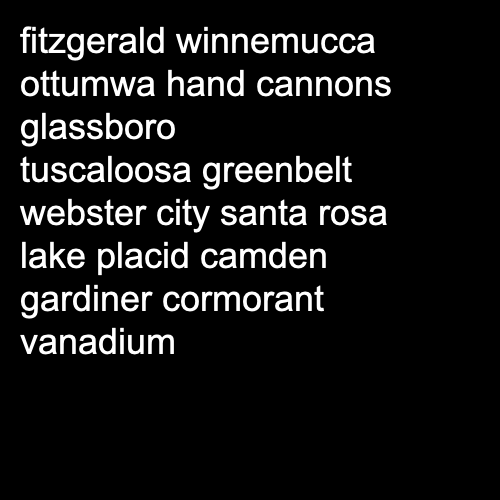 fitzgerald winnemucca
ottumwa hand cannons
glassboro
tuscaloosa greenbelt
webster city santa rosa
lake placid camden
gardiner cormorant
vanadium